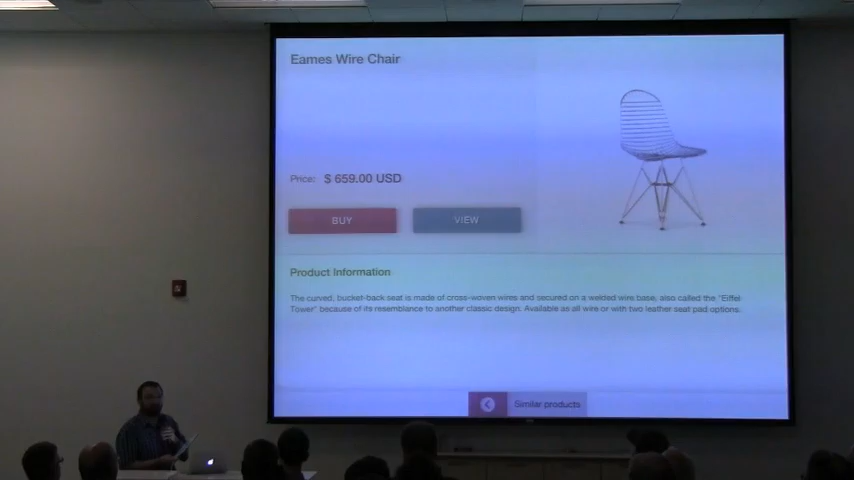 Eames Wire Chair
Price: $ 659.00 USD
BUY
VIEW
Product Information
The curved, bucket-back seat is made of cross-woven wires and secured on a welded wire base, also called the "Eiffel
Tower" because of its resemblance to another classic design. Available as all wire or with two leather seat pad options.
Similar products